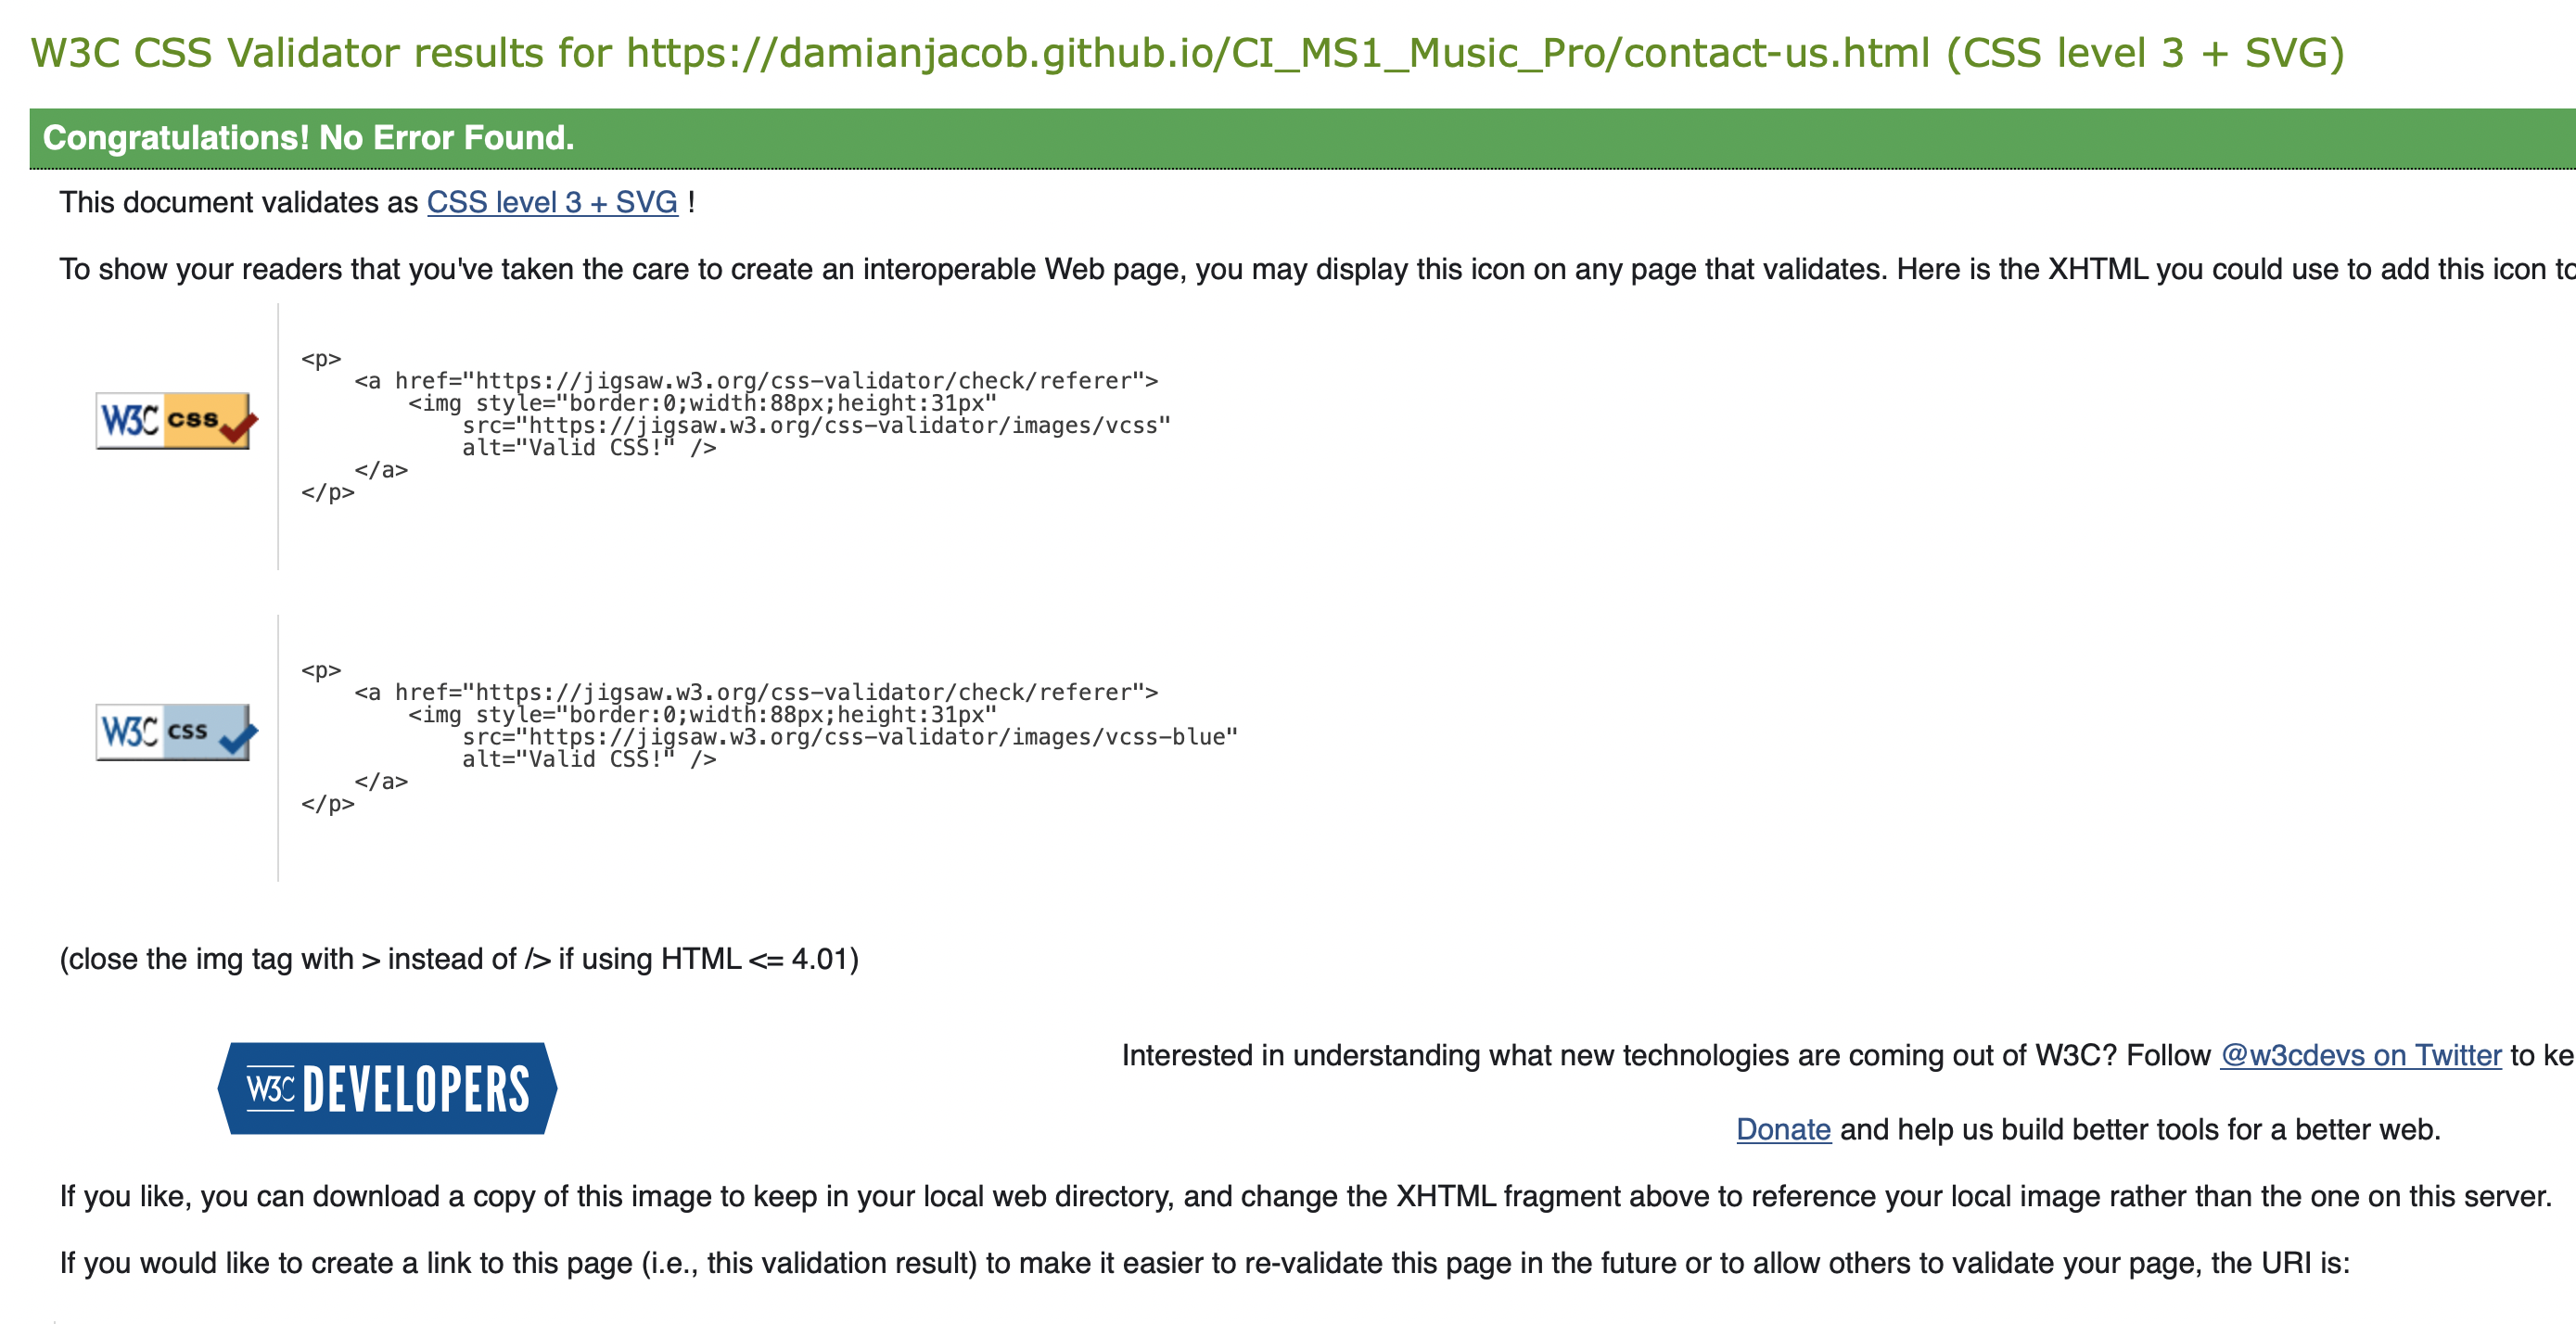 W3C CSS Validator results for https://damianjacob.github.io/CI_MS1_Music_Pro/contact-us.html (CSS level 3 + SVG)
Congratulations! No Error Found.
This document validates as CSS level 3 + SVG !
To show your readers that you've taken the care to create an interoperable Web page, you may display this icon on any page that validates. Here is the XHTML you could use to add this icon to
<p>
<a href="https://jigsaw.w3.org/css-validator/check/referer">
<img style="border:0;width:88px;height:31px"
W3C css
src="https://jigsaw.w3.org/css-validator/images/vcss"
alt="Valid CSS!" />
</a>
</p>
<p>
<a href="https://jigsaw.w3.org/css-validator/check/referer">
<img style="border:0;width:88px;height:31px"
W3C css
src="https://jigsaw.w3.org/css-validator/images/vcss-blue"
alt="Valid CSS!" />
</a>
</p>
(close the img tag with > instead of /> if using HTML <= 4.01)
W3C DEVELOPERS
Interested in understanding what new technologies are coming out of W3C? Follow @w3cdevs on Twitter to ke
Donate and help us build better tools for a better web.
If you like, you can download a copy of this image to keep in your local web directory, and change the XHTML fragment above to reference your local image rather than the one on this server.
If you would like to create a link to this page (i.e., this validation result) to make it easier to re-validate this page in the future or to allow others to validate your page, the URI is: